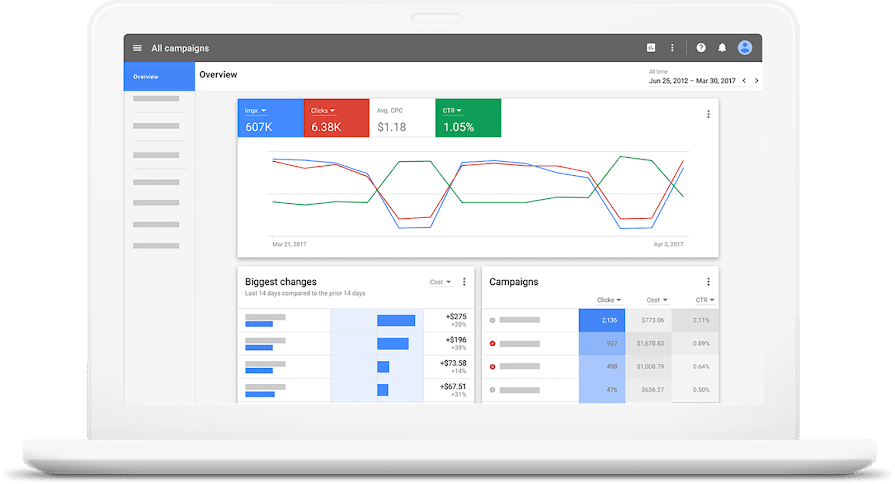 All campaigns
Overview
Overview
All time
Jun 25, 2012 – Mar 30, 2017
Impr. Clicks Avg. CPC CTR
607K 6.38K $1.18 1.05%
Mar 21, 2017 Apr 3, 2017
Biggest changes Cost
Last 14 days compared to the prior 14 days
+$275
+20%
+$196
+39%
+$73.58
+14%
+$67.51
+31%
Campaigns
Clicks Cost CTR
2,136 $773.06 2.11%
922 $1,678.83 0.89%
498 $1,008.79 0.64%
476 $636.27 0.50%